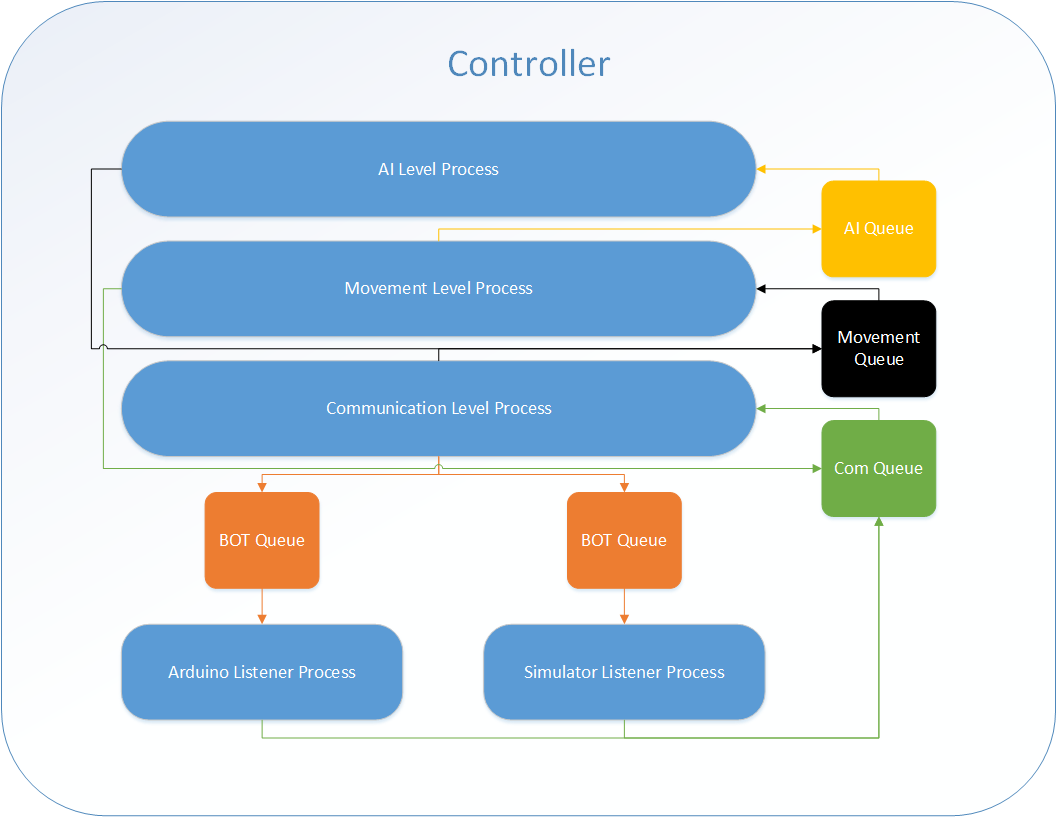 Controller
AI Level Process
AI Queue
Movement Level Process
Movement
Queue
Communication Level Process
Com Queue
BOT Queue
BOT Queue
Arduino Listener Process
Simulator Listener Process